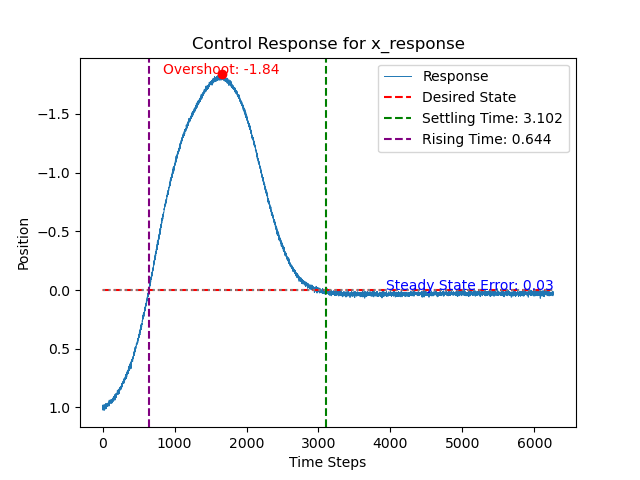 Control Response for x_response
Overshoot: -1.84
Response
Desired State
Settling Time: 3.102
Rising Time: 0.644
−1.5
−1.0
−0.5
0.0
0.5
1.0
Position
Steady State Error: 0.03
0
1000
2000
3000
4000
5000
6000
Time Steps